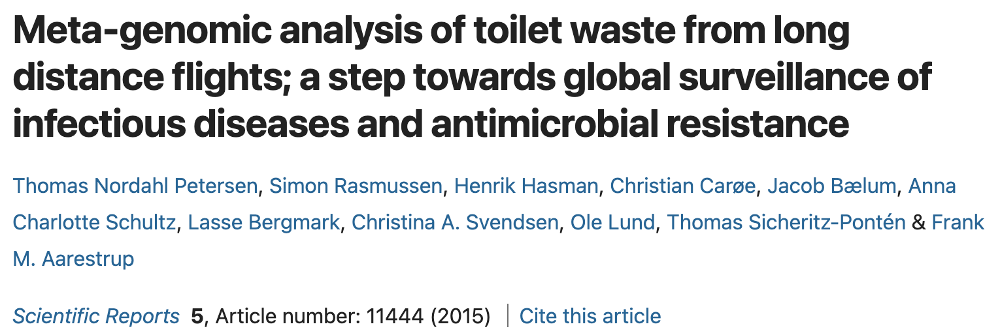 Meta-genomic analysis of toilet waste from long
distance flights; a step towards global surveillance of
infectious diseases and antimicrobial resistance
Thomas Nordahl Petersen, Simon Rasmussen, Henrik Hasman, Christian Carøe, Jacob Bælum, Anna
Charlotte Schultz, Lasse Bergmark, Christina A. Svendsen, Ole Lund, Thomas Sicheritz-Pontén & Frank
M. Aarestrup
Scientific Reports 5, Article number: 11444 (2015) | Cite this article